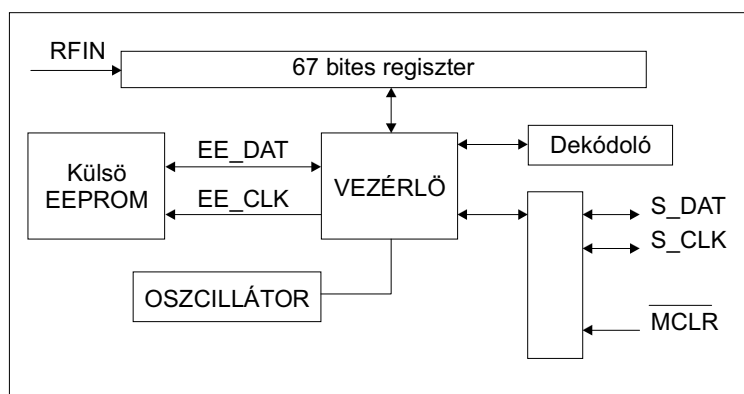 RFIN
67 bites regiszter
EE_DAT
Külsö
EEPROM
EE_CLK
VEZÉRLÖ
Dekódoló
S_DAT
S_CLK
OSZCILLÁTOR
MCLR